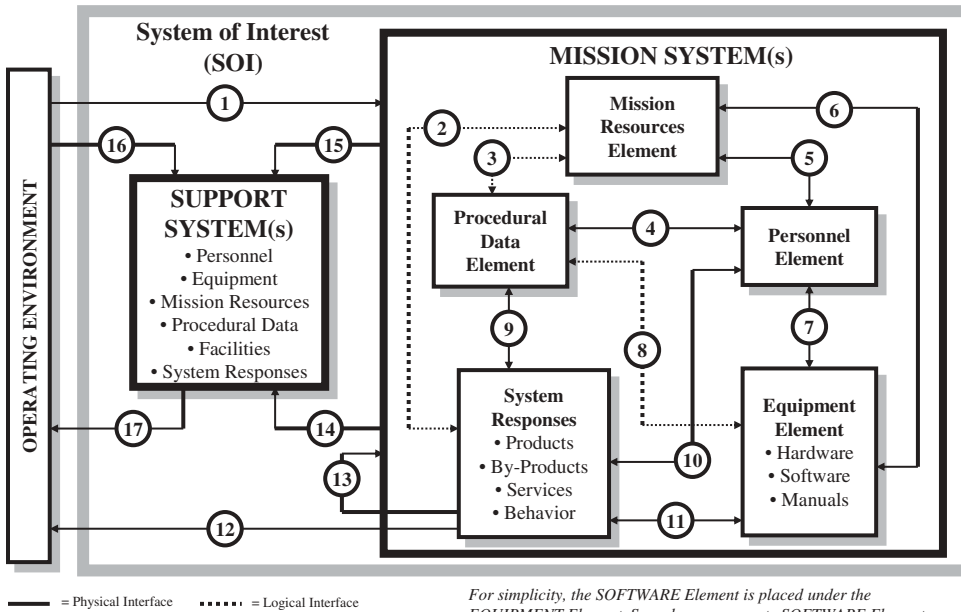 System of Interest
(SOI)
MISSION SYSTEM(s)
OPERATING ENVIRONMENT
1
16
15
SUPPORT
SYSTEM(s)
• Personnel
• Equipment
• Mission Resources
• Procedural Data
• Facilities
• System Responses
17
14
13
12
Mission
Resources
Element
2
3
6
5
Procedural
Data
Element
4
Personnel
Element
9
8
7
System
Responses
• Products
• By-Products
• Services
• Behavior
10
11
Equipment
Element
• Hardware
• Software
• Manuals
= Physical Interface
= Logical Interface
For simplicity, the SOFTWARE Element is placed under the